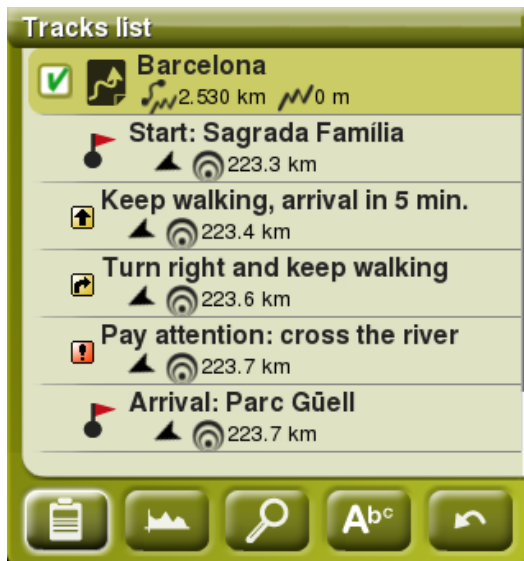 Tracks list
Barcelona
2.530 km 0 m
Start: Sagrada Família
223.3 km
Keep walking, arrival in 5 min.
223.4 km
Turn right and keep walking
223.6 km
Pay attention: cross the river
223.7 km
Arrival: Parc Gūell
223.7 km
Abc